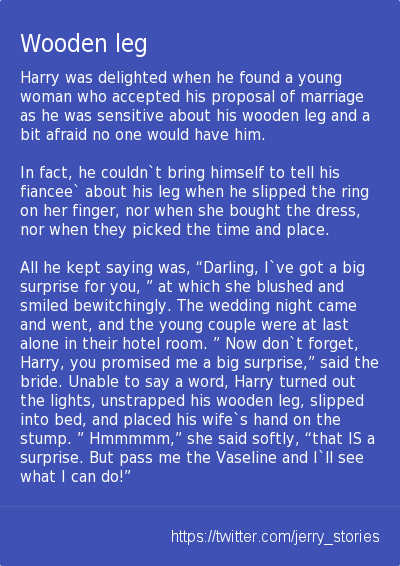 Wooden leg
Harry was delighted when he found a young
woman who accepted his proposal of marriage
as he was sensitive about his wooden leg and a
bit afraid no one would have him.
In fact, he couldn`t bring himself to tell his
fiancee` about his leg when he slipped the ring
on her finger, nor when she bought the dress,
nor when they picked the time and place.
All he kept saying was, “Darling, I`ve got a big
surprise for you, ” at which she blushed and
smiled bewitchingly. The wedding night came
and went, and the young couple were at last
alone in their hotel room. ” Now don`t forget,
Harry, you promised me a big surprise,” said the
bride. Unable to say a word, Harry turned out
the lights, unstrapped his wooden leg, slipped
into bed, and placed his wife`s hand on the
stump. ” Hmmmmm,” she said softly, “that IS a
surprise. But pass me the Vaseline and I`ll see
what I can do!”
https://twitter.com/jerry_stories